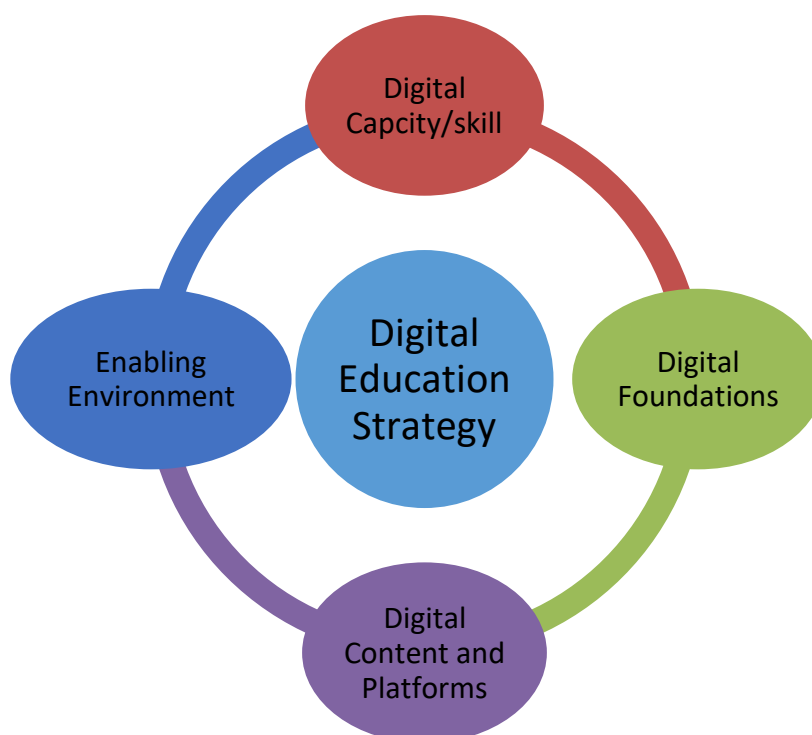 Digital
Capcity/skill
Enabling
Environment
Digital
Education
Strategy
Digital
Foundations
Digital
Content and
Platforms